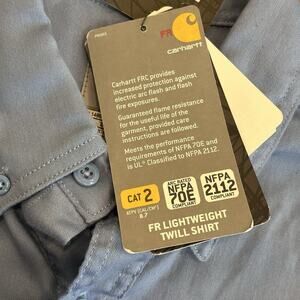 FR
carhartt
Carhartt FRC provides
increased protection against
electric arc flash and flash
fire exposures.
Guaranteed flame resistance
for the useful life of the
garment, provided care
instructions are followed.
Meets the performance
requirements of NFPA 70E and
is UL® Classified to NFPA 2112.
CAT 2
ATPV (CAL/CM²)
8.7
ARC RATED
NFPA
70E
COMPLIANT
NFPA
2112
COMPLIANT
FR LIGHTWEIGHT
TWILL SHIRT